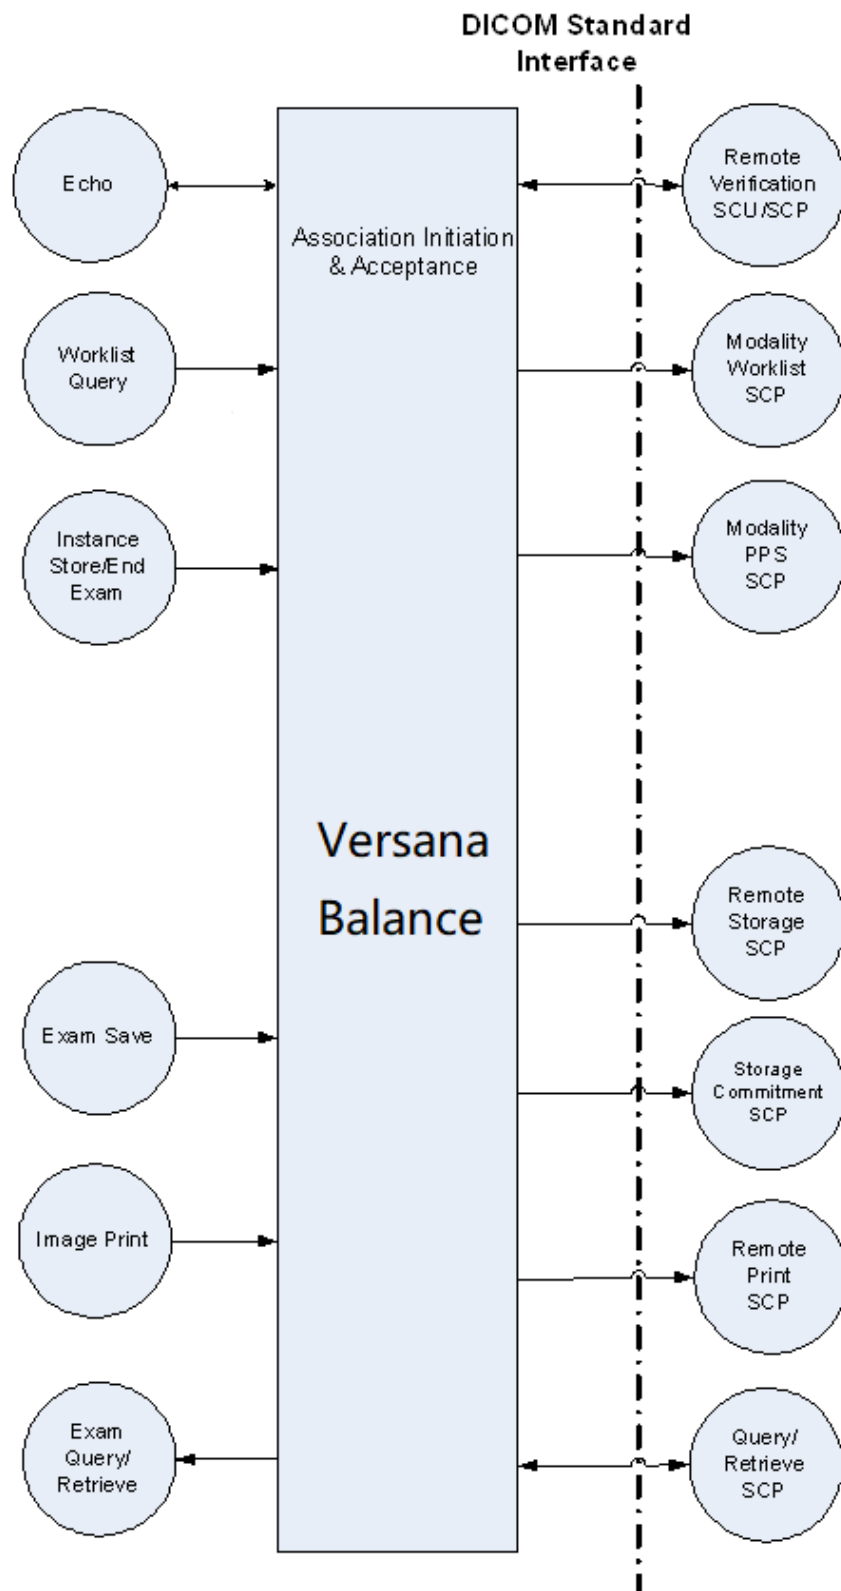 DICOM Standard
Interface
Echo
Remote
Verification
SCU/SCP
Association Initiation
& Acceptance
Worklist
Query
Modality
Worklist
SCP
Instance
Store/End
Exam
Modality
PPS
SCP
Versana
Balance
Remote
Storage
SCP
Exam Save
Storage
Commitment
SCP
Image Print
Remote
Print
SCP
Exam
Query/
Retrieve
Query/
Retrieve
SCP